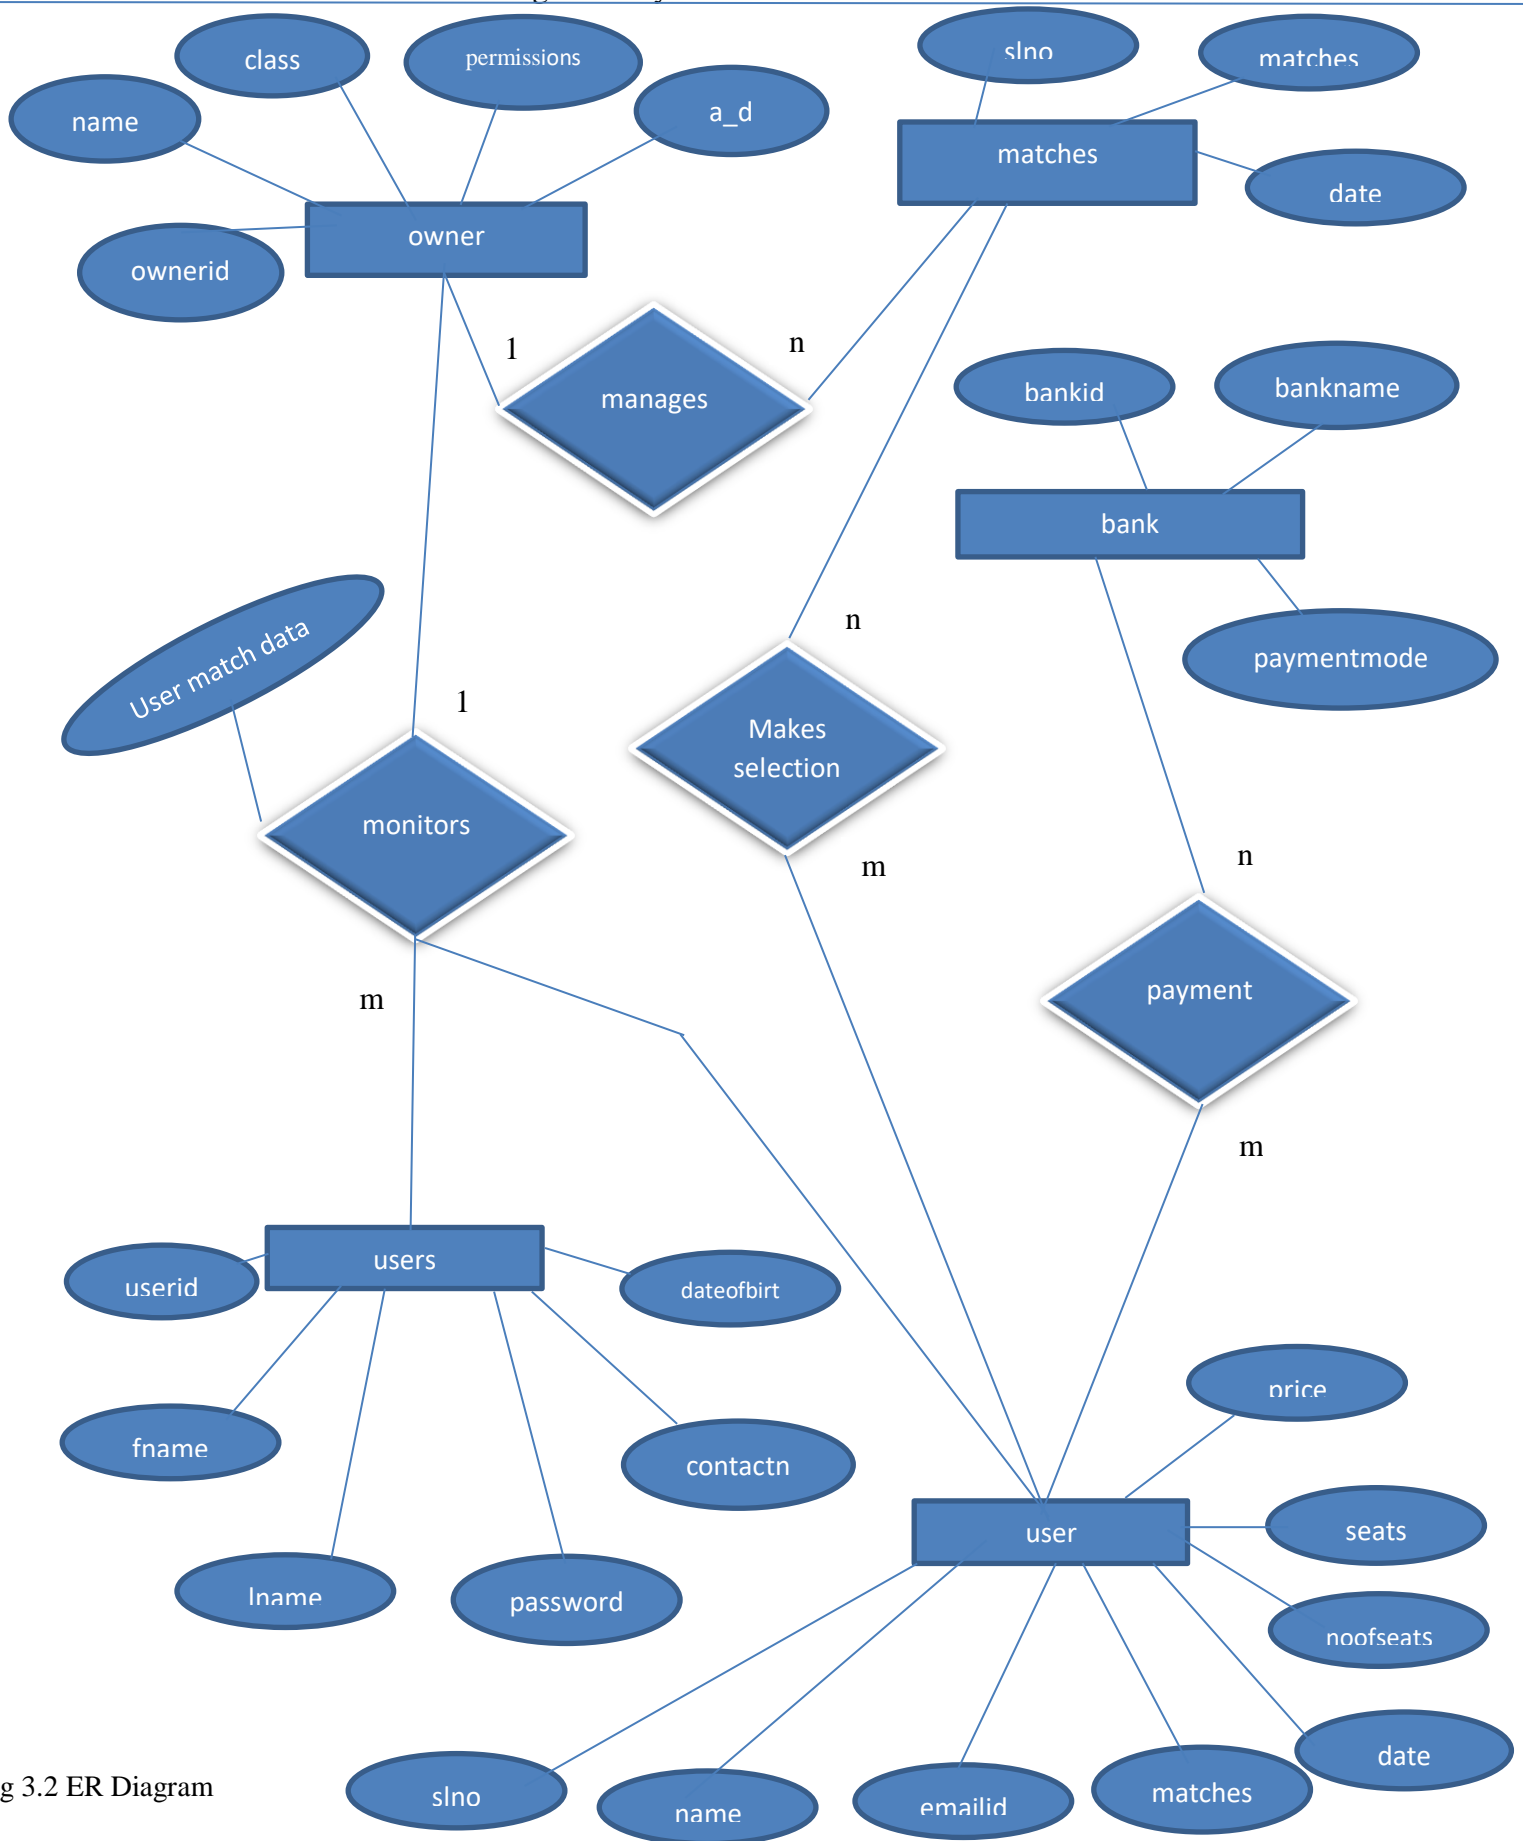 class
permissions
slno
matches
name
a_d
matches
date
owner
ownerid
1
n
manages
bankid
bankname
bank
n
User match data
paymentmode
1
Makes
selection
monitors
n
m
payment
m
m
users
userid
dateofbirt
price
fname
contactn
user
seats
lname
password
noofseats
date
slno
name
emailid
matches
g 3.2 ER Diagram